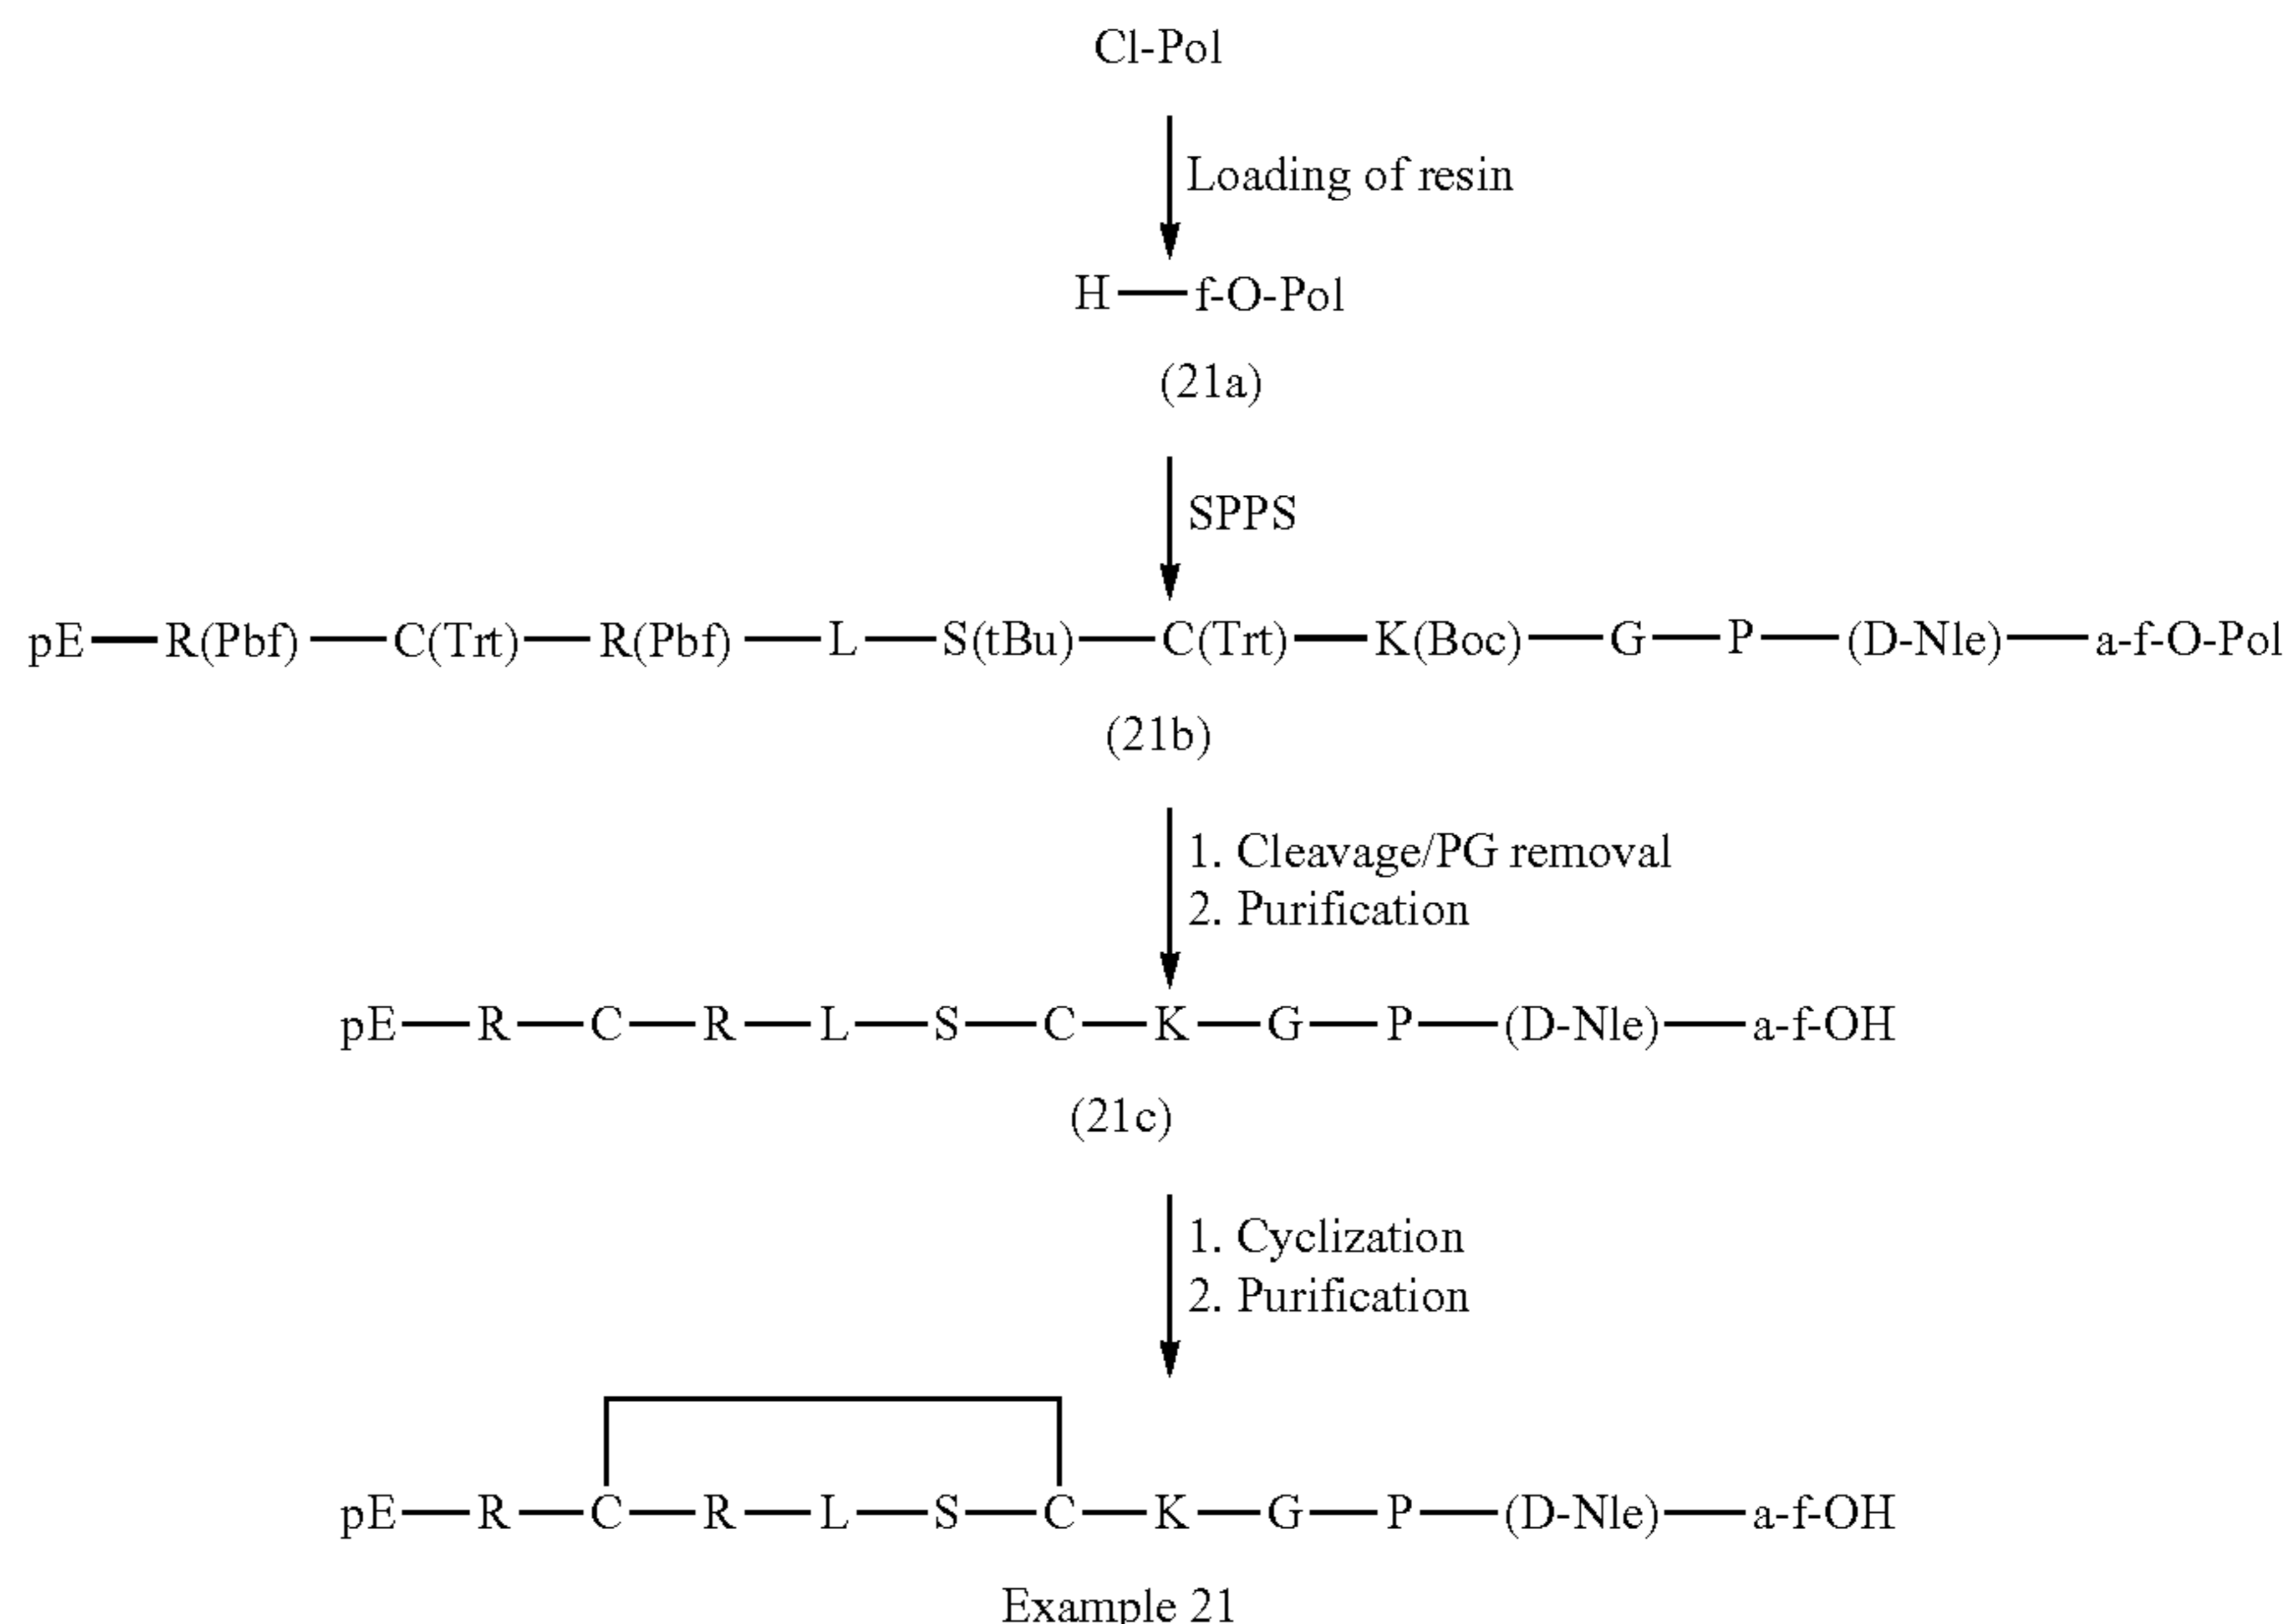 Cl-Pol
Loading of resin
H—f-O-Pol
(21a)
SPPS
pE—R(Pbf)—C(Trt)—R(Pbf)—L—S(tBu)—C(Trt)—K(Boc)—G—P—(D-Nle)—a-f-O-Pol
(21b)
1. Cleavage/PG removal
2. Purification
pE—R—C—R—L—S—C—K—G—P—(D-Nle)—a-f-OH
(21c)
1. Cyclization
2. Purification
pE—R—C—R—L—S—C—K—G—P—(D-Nle)—a-f-OH
Example 21